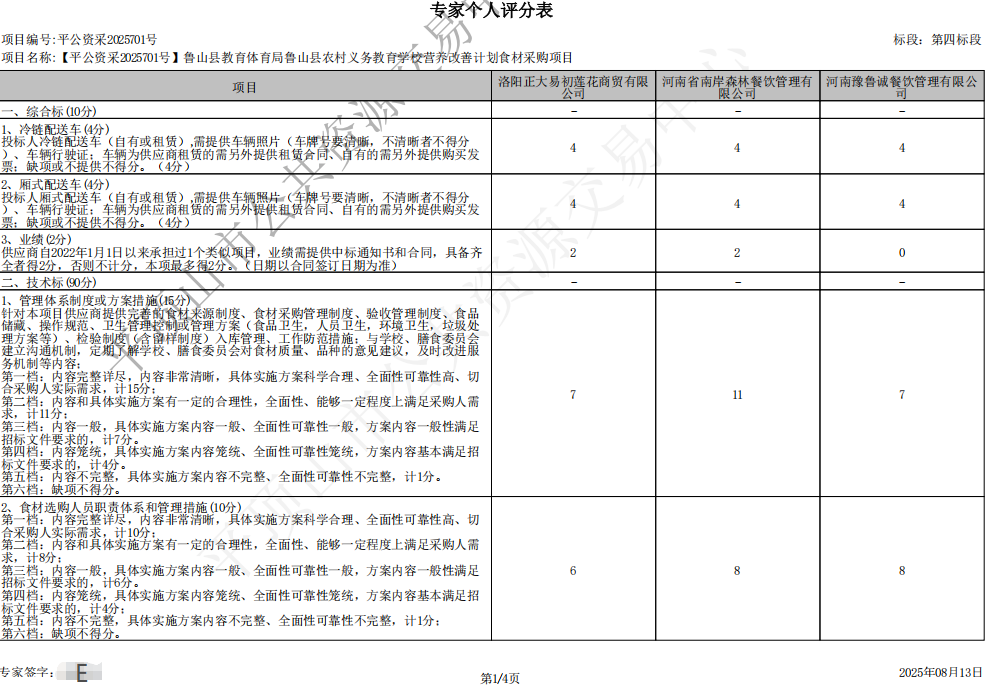 专家个人评分表
项目编号:平公资采2025701号
标段：第四标段
项目名称:【平公资采2025701号】鲁山县教育体育局鲁山县农村义务教育学校营养改善计划食材采购项目
项目
洛阳正大易初莲花商贸有限
公司
河南省南岸森林餐饮管理有
限公司
河南豫鲁诚餐饮管理有限公
司
一、综合标(10分)
—
—
—
1、冷链配送车(4分)
投标人冷链配送车（自有或租赁）,需提供车辆照片（车牌号要清晰，不清晰者不得分
）、车辆行驶证；车辆为供应商租赁的需另外提供租赁合同、自有的需另外提供购买发
票；缺项或不提供不得分。（4分）
4
4
4
2、厢式配送车(4分)
投标人厢式配送车（自有或租赁）,需提供车辆照片（车牌号要清晰，不清晰者不得分
）、车辆行驶证；车辆为供应商租赁的需另外提供租赁合同、自有的需另外提供购买发
票；缺项或不提供不得分。（4分）
4
4
4
3、业绩(2分)
供应商自2022年1月1日以来承担过1个类似项目，业绩需提供中标通知书和合同，具备齐
全者得2分，否则不计分，本项最多得2分。（日期以合同签订日期为准）
2
2
0
二、技术标(90分)
—
—
—
1、管理体系制度或方案措施(15分)
针对本项目供应商提供完善的食材来源制度、食材采购管理制度、验收管理制度、食品
储藏、操作规范、卫生管理控制或管理方案（食品卫生，人员卫生，环境卫生，垃圾处
理方案等）、检验制度（含留样制度）入库管理、工作防范措施；与学校、膳食委员会
建立沟通机制，定期了解学校、膳食委员会对食材质量、品种的意见建议，及时改进服
务机制等内容；
第一档：内容完整详尽，内容非常清晰，具体实施方案科学合理、全面性可靠性高、切
合采购人实际需求，计15分；
第二档：内容和具体实施方案有一定的合理性，全面性、能够一定程度上满足采购人需
求，计11分；
第三档：内容一般，具体实施方案内容一般、全面性可靠性一般，方案内容一般性满足
招标文件要求的，计7分。
第四档：内容笼统，具体实施方案内容笼统、全面性可靠性笼统，方案内容基本满足招
标文件要求的，计4分。
第五档：内容不完整，具体实施方案内容不完整、全面性可靠性不完整，计1分。
第六档：缺项不得分。
7
11
7
2、食材选购人员职责体系和管理措施(10分)
第一档：内容完整详尽，内容非常清晰，具体实施方案科学合理、全面性可靠性高、切
合采购人实际需求，计10分；
第二档：内容和具体实施方案有一定的合理性，全面性、能够一定程度上满足采购人需
求，计8分；
第三档：内容一般，具体实施方案内容一般、全面性可靠性一般，方案内容一般性满足
招标文件要求的，计6分。
第四档：内容笼统，具体实施方案内容笼统、全面性可靠性笼统，方案内容基本满足招
标文件要求的，计4分；
第五档：内容不完整，具体实施方案内容不完整、全面性可靠性不完整，计1分；
第六档：缺项不得分。
6
8
8
专家签字：
E
第1/4页
2025年08月13日
平顶山市公共资源交易中心
平顶山市公共资源交易中心